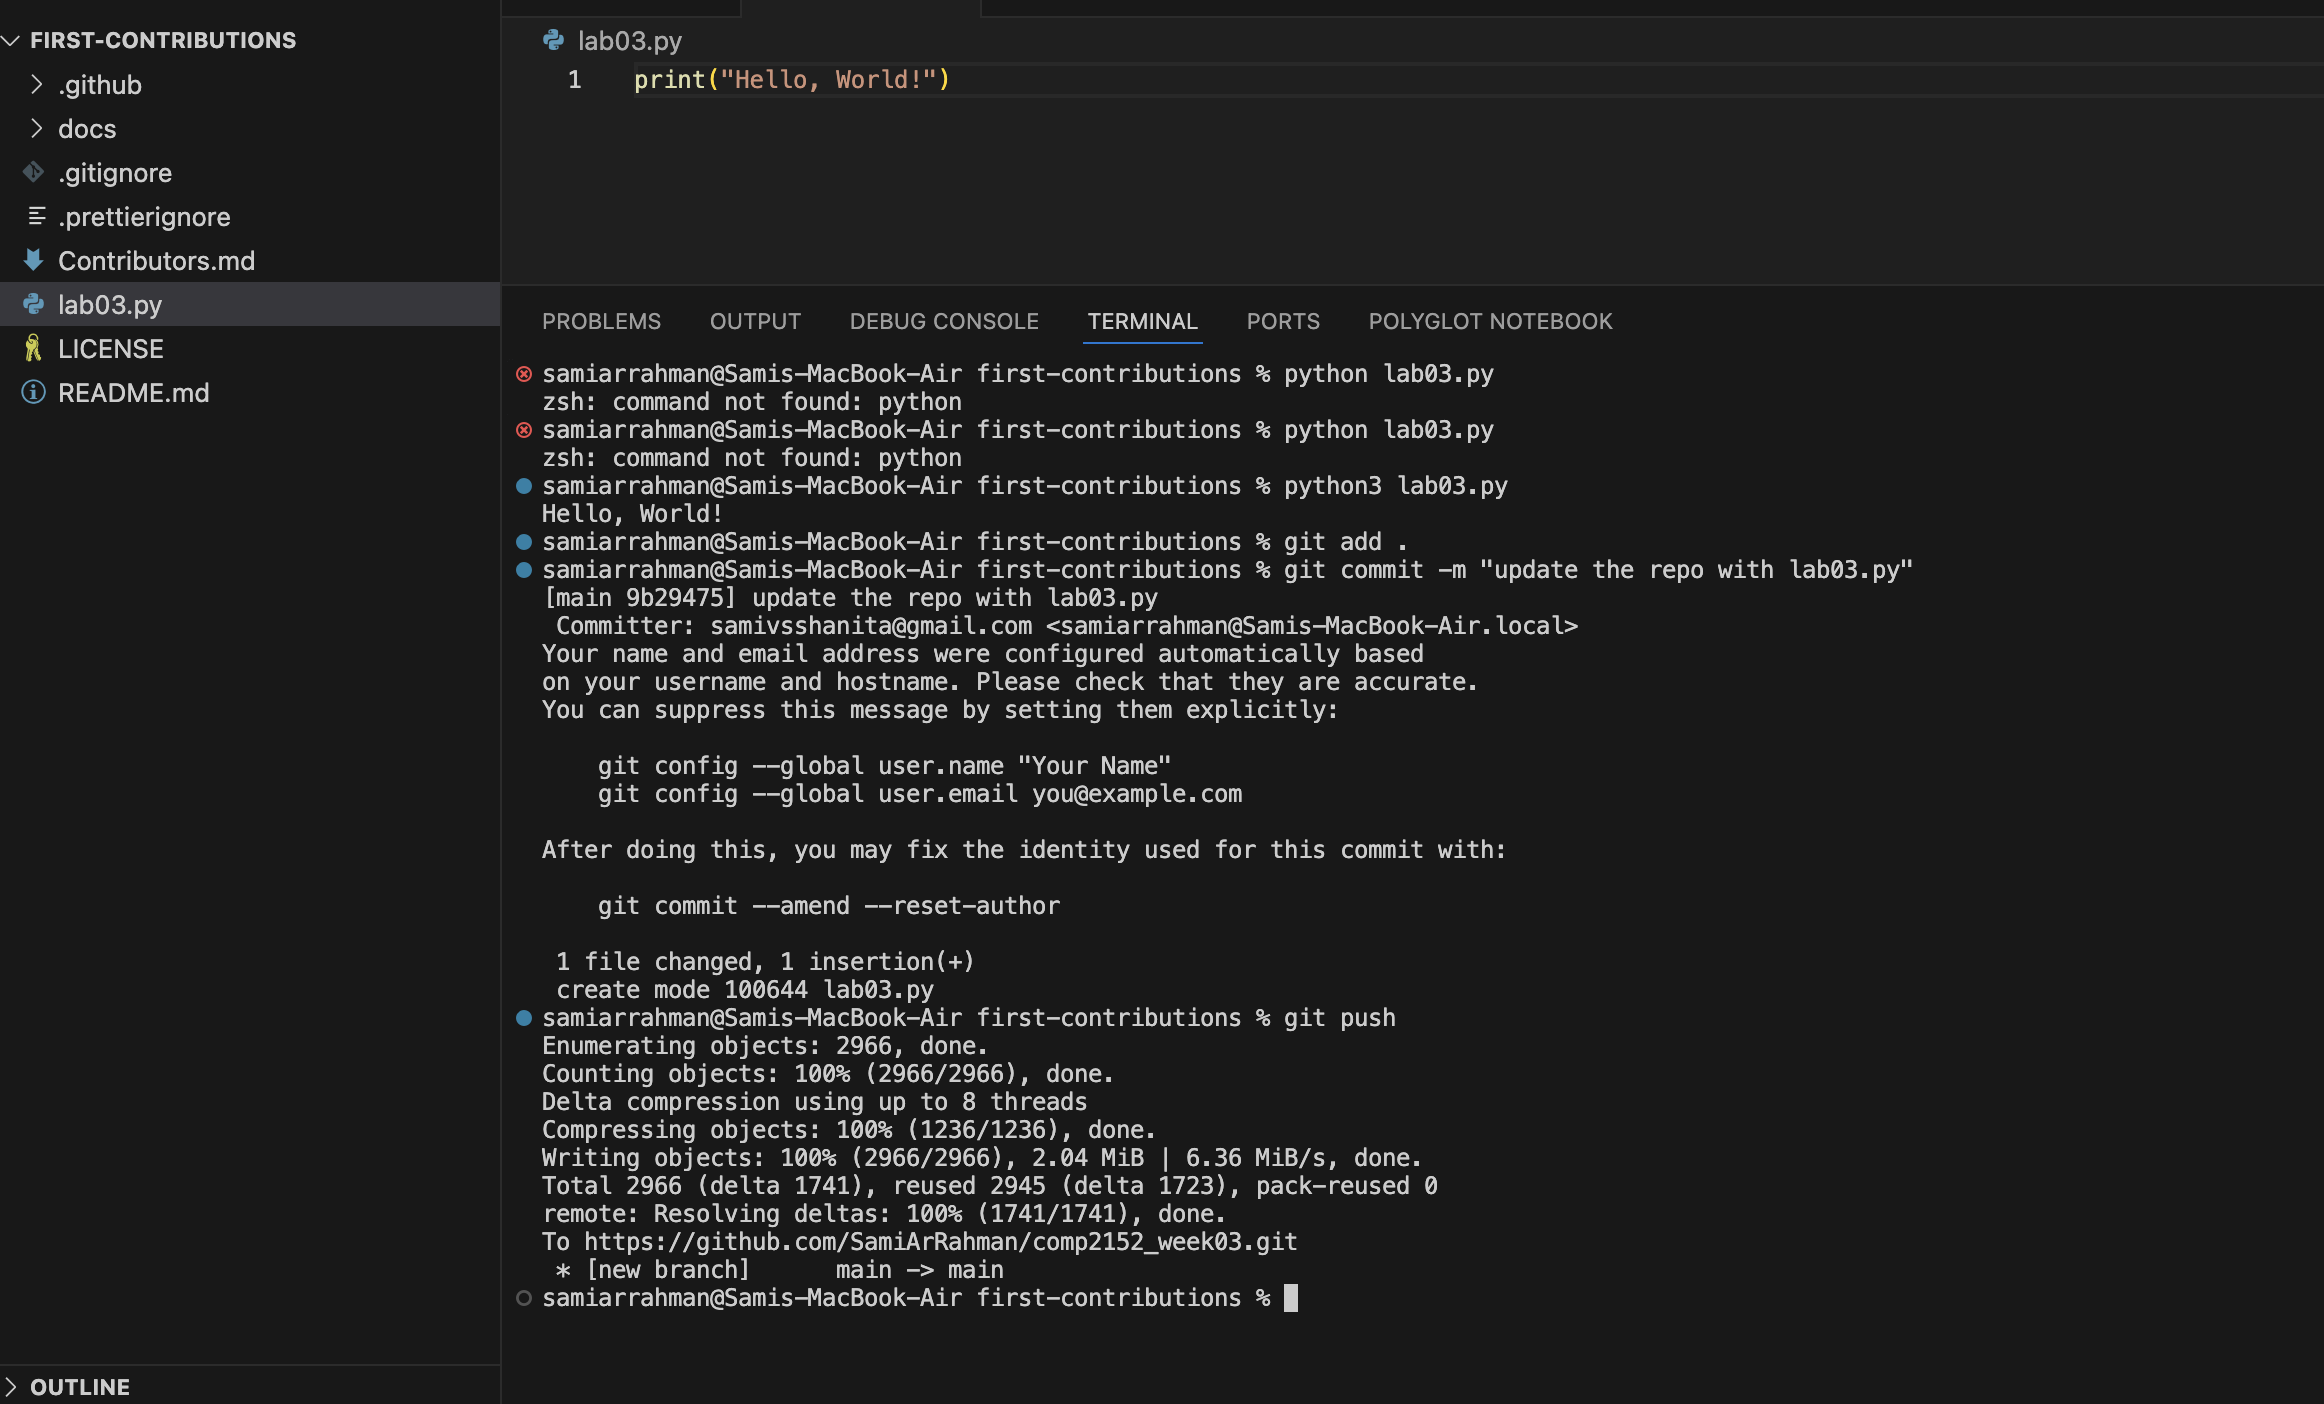 FIRST-CONTRIBUTIONS
.github
docs
.gitignore
.prettierignore
Contributors.md
lab03.py
LICENSE
README.md
OUTLINE
lab03.py
1 print("Hello, World!")
PROBLEMS OUTPUT DEBUG CONSOLE TERMINAL PORTS POLYGLOT NOTEBOOK
samiarrahman@Samis-MacBook-Air first-contributions % python lab03.py
zsh: command not found: python
samiarrahman@Samis-MacBook-Air first-contributions % python lab03.py
zsh: command not found: python
samiarrahman@Samis-MacBook-Air first-contributions % python3 lab03.py
Hello, World!
samiarrahman@Samis-MacBook-Air first-contributions % git add .
samiarrahman@Samis-MacBook-Air first-contributions % git commit -m "update the repo with lab03.py"
[main 9b29475] update the repo with lab03.py
Committer: samivsshanita@gmail.com <samiarrahman@Samis-MacBook-Air.local>
Your name and email address were configured automatically based
on your username and hostname. Please check that they are accurate.
You can suppress this message by setting them explicitly:
git config --global user.name "Your Name"
git config --global user.email you@example.com
After doing this, you may fix the identity used for this commit with:
git commit --amend --reset-author
1 file changed, 1 insertion(+)
create mode 100644 lab03.py
samiarrahman@Samis-MacBook-Air first-contributions % git push
Enumerating objects: 2966, done.
Counting objects: 100% (2966/2966), done.
Delta compression using up to 8 threads
Compressing objects: 100% (1236/1236), done.
Writing objects: 100% (2966/2966), 2.04 MiB | 6.36 MiB/s, done.
Total 2966 (delta 1741), reused 2945 (delta 1723), pack-reused 0
remote: Resolving deltas: 100% (1741/1741), done.
To https://github.com/SamiArRahman/comp2152_week03.git
* [new branch] main -> main
samiarrahman@Samis-MacBook-Air first-contributions %